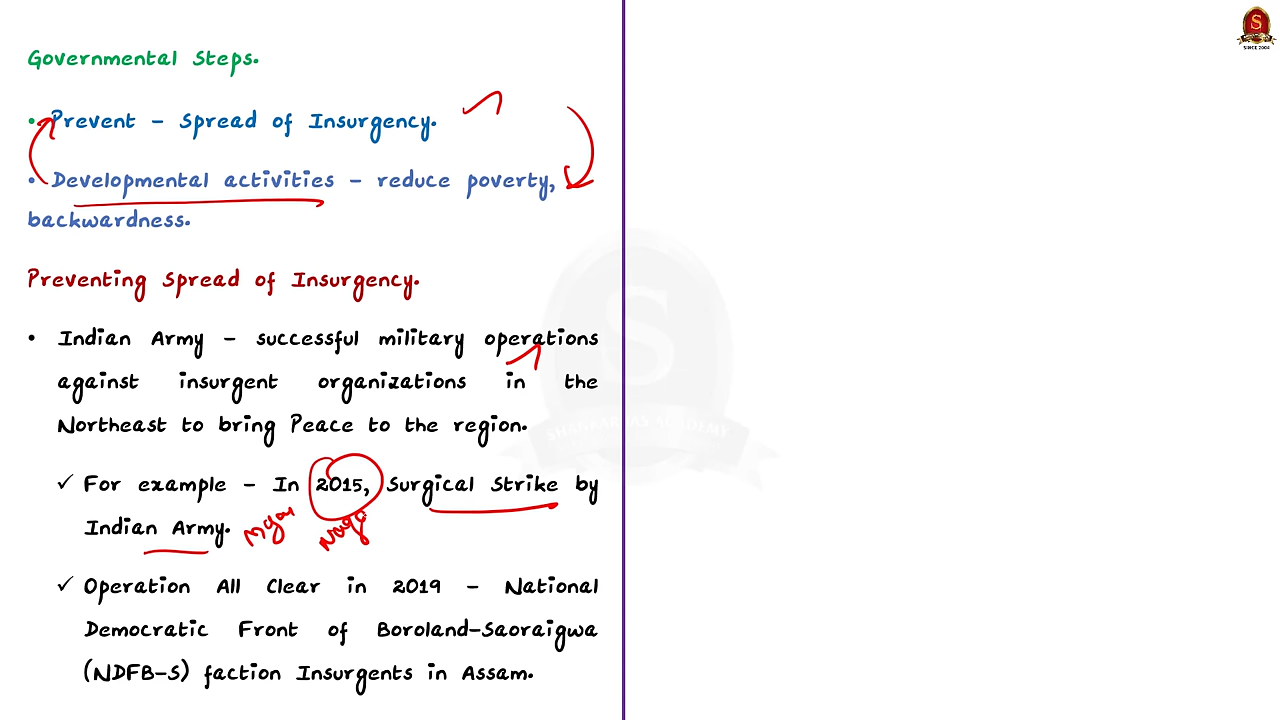 Governmental Steps.
• Prevent – Spread of Insurgency.
• Developmental activities – reduce poverty,
backwardness.
Preventing Spread of Insurgency.
• Indian Army – successful military operations
against insurgent organizations in the
Northeast to bring Peace to the region.
✓ For example – In 2015, Surgical Strike by
Indian Army.
✓ Operation All Clear in 2019 – National
Democratic Front of Boroland-Saoraigwa
(NDFB-S) faction Insurgents in Assam.
S
SINCE 2004